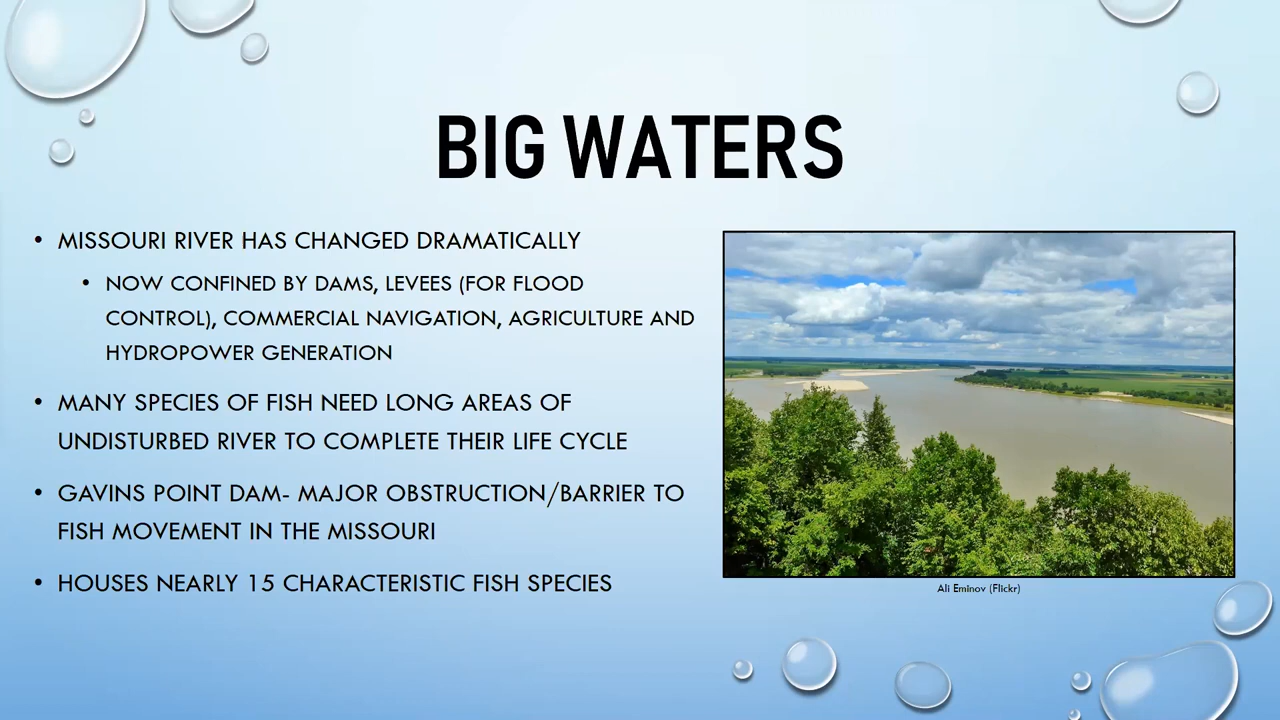 BIG WATERS
• MISSOURI RIVER HAS CHANGED DRAMATICALLY
• NOW CONFINED BY DAMS, LEVEES (FOR FLOOD
CONTROL), COMMERCIAL NAVIGATION, AGRICULTURE AND
HYDROPOWER GENERATION
• MANY SPECIES OF FISH NEED LONG AREAS OF
UNDISTURBED RIVER TO COMPLETE THEIR LIFE CYCLE
• GAVINS POINT DAM- MAJOR OBSTRUCTION/BARRIER TO
FISH MOVEMENT IN THE MISSOURI
• HOUSES NEARLY 15 CHARACTERISTIC FISH SPECIES
Ali Eminov (Flickr)